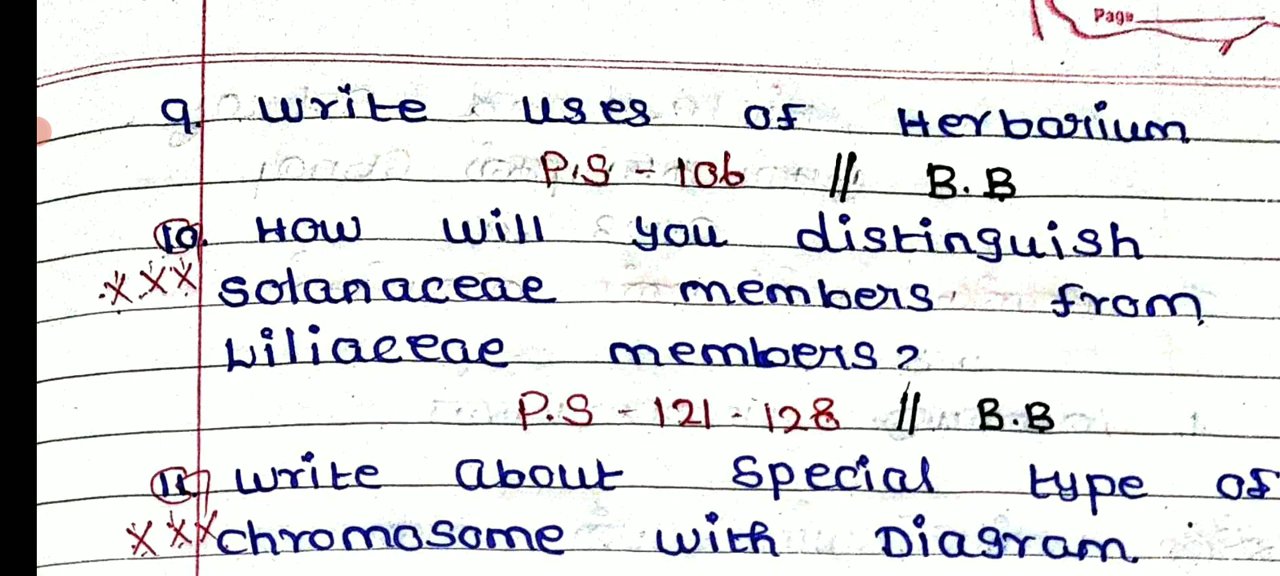 Page
9. Write uses of Herbarium
P.S - 106 // B.B
10. How will you distinguish
xxx solanaceae members from
Liliaceae members?
P.S - 121 - 128 // B.B
11. Write about special type of
xxx chromosome with Diagram.